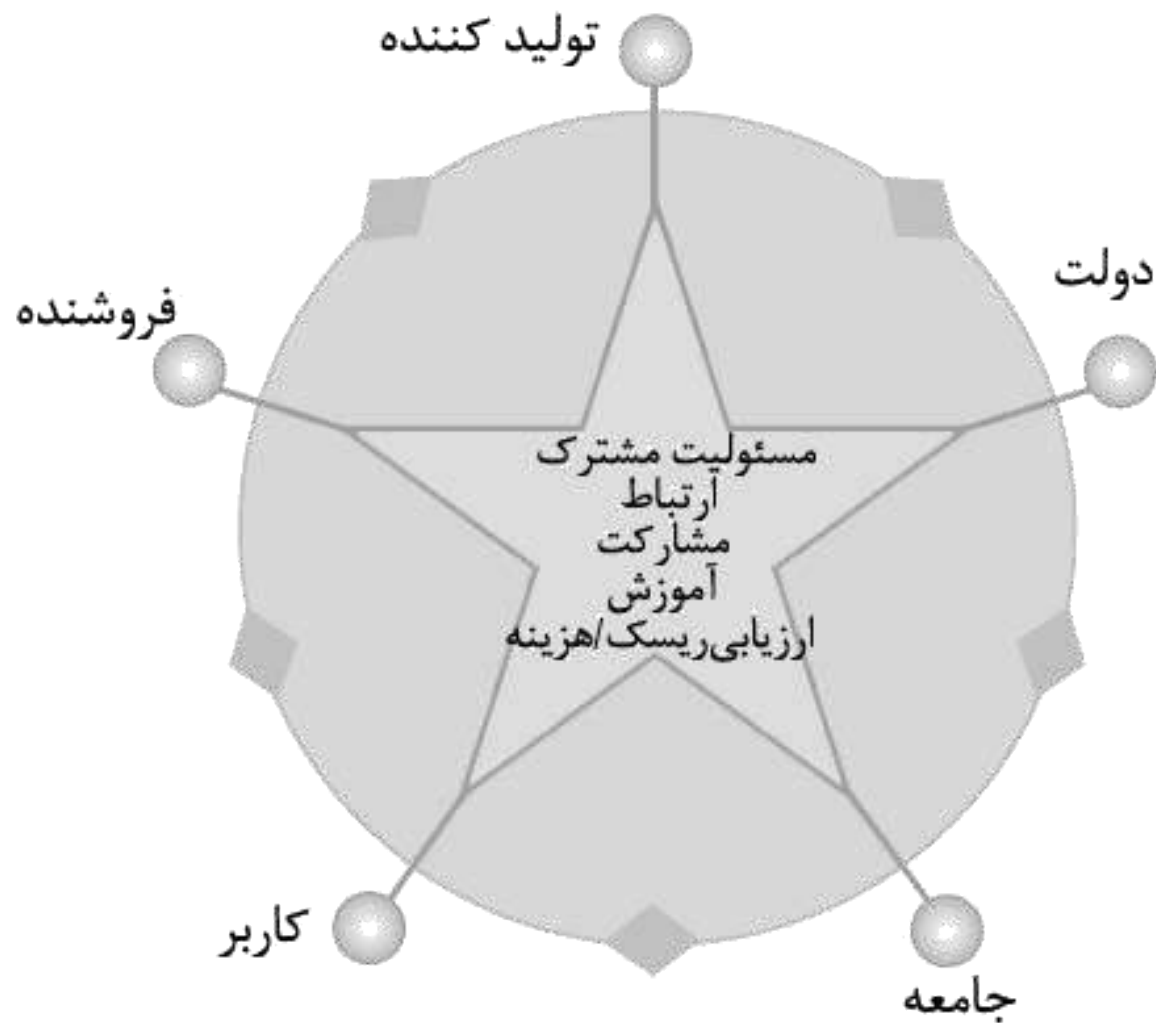 تولید کننده
دولت
فروشنده
مسئولیت مشترک
ارتباط
مشارکت
آموزش
ارزیابی‌ریسک/هزینه
کاربر
جامعه